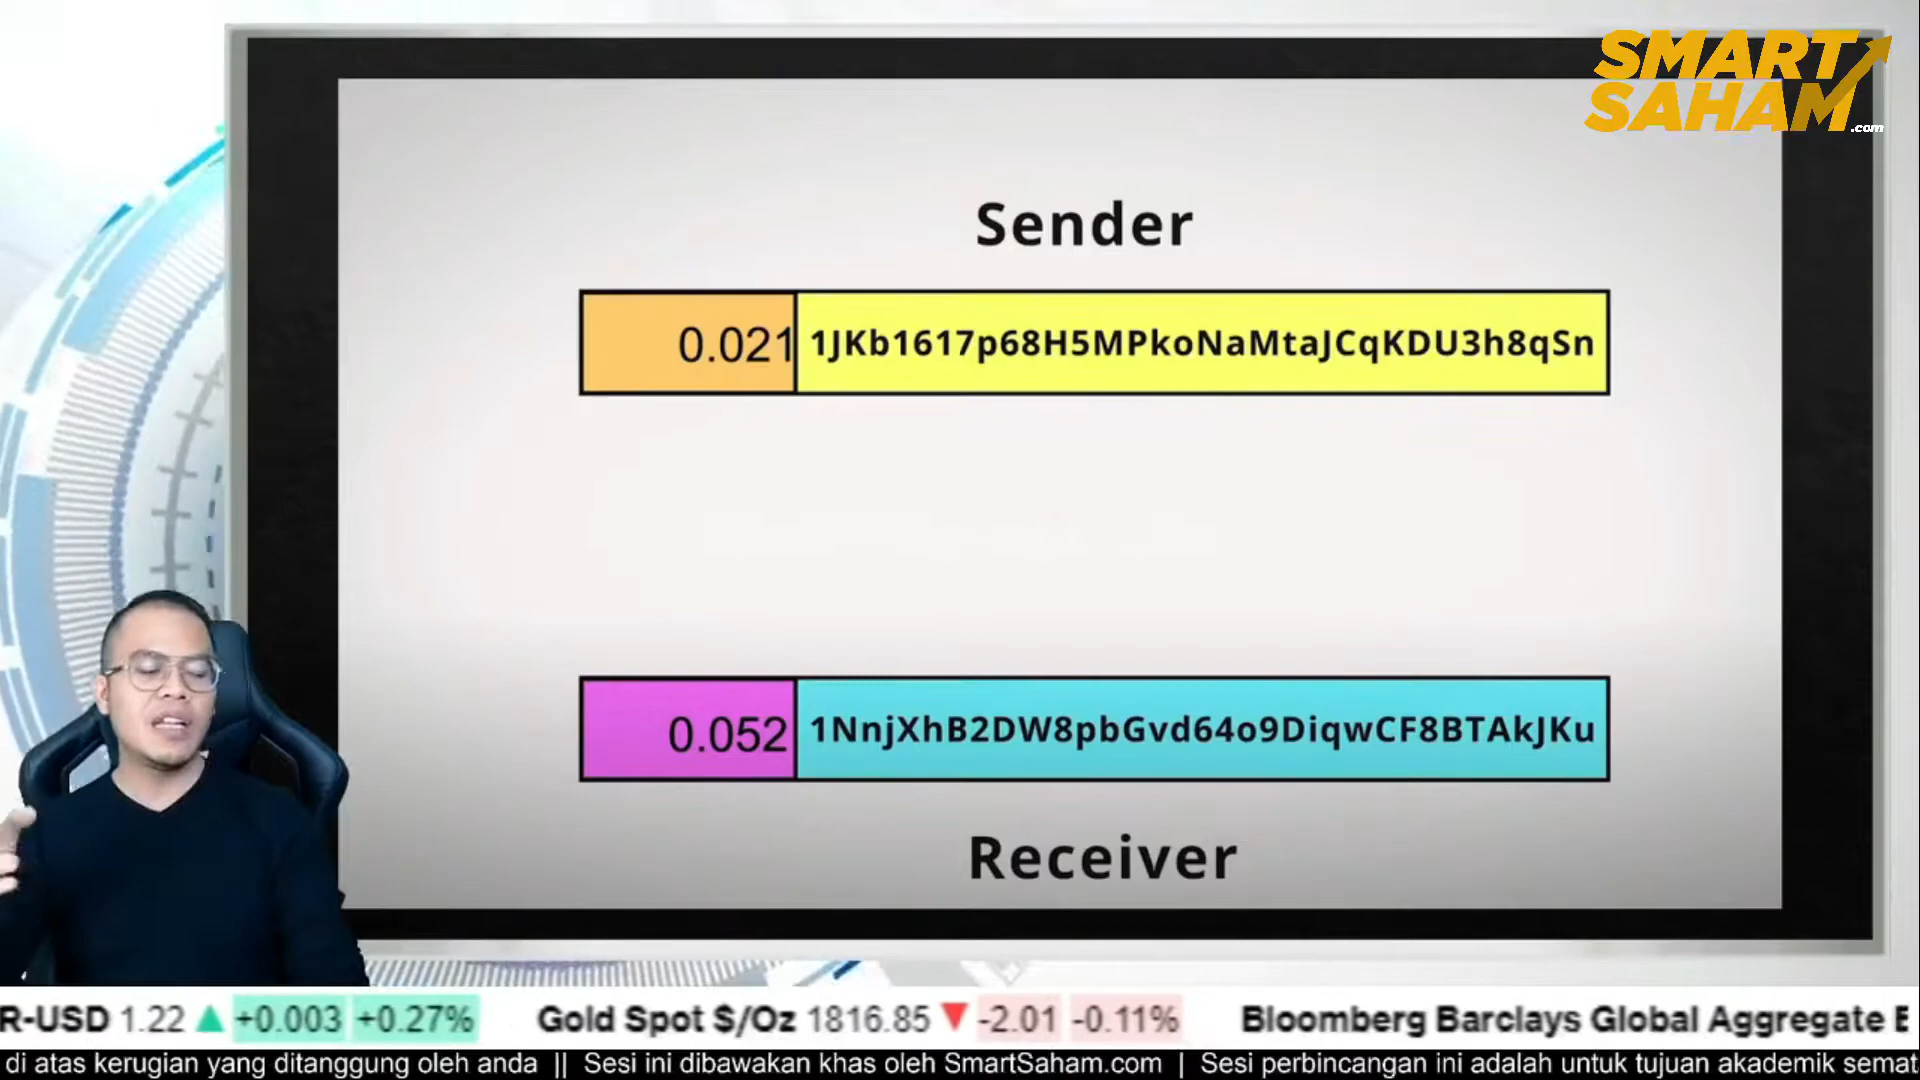 SMART
SAHAM
.com
Sender
0.021 1JKb1617p68H5MPkoNaMtaJCqKDU3h8qSn
0.052 1NnjXhB2DW8pbGvd64o9DiqwCF8BTAkJKu
Receiver
R-USD 1.22 ▲ +0.003 +0.27% Gold Spot $/Oz 1816.85 ▼ -2.01 -0.11% Bloomberg Barclays Global Aggregate
di atas kerugian yang ditanggung oleh anda || Sesi ini dibawakan khas oleh SmartSaham.com | Sesi perbincangan ini adalah untuk tujuan akademik semat